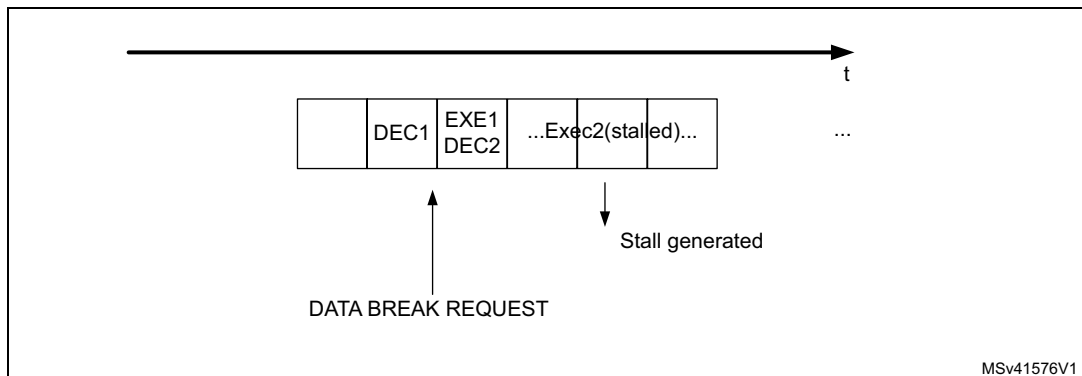 t
DEC1
EXE1
DEC2
...Exec2(stalled)...
...
Stall generated
DATA BREAK REQUEST
MSv41576V1